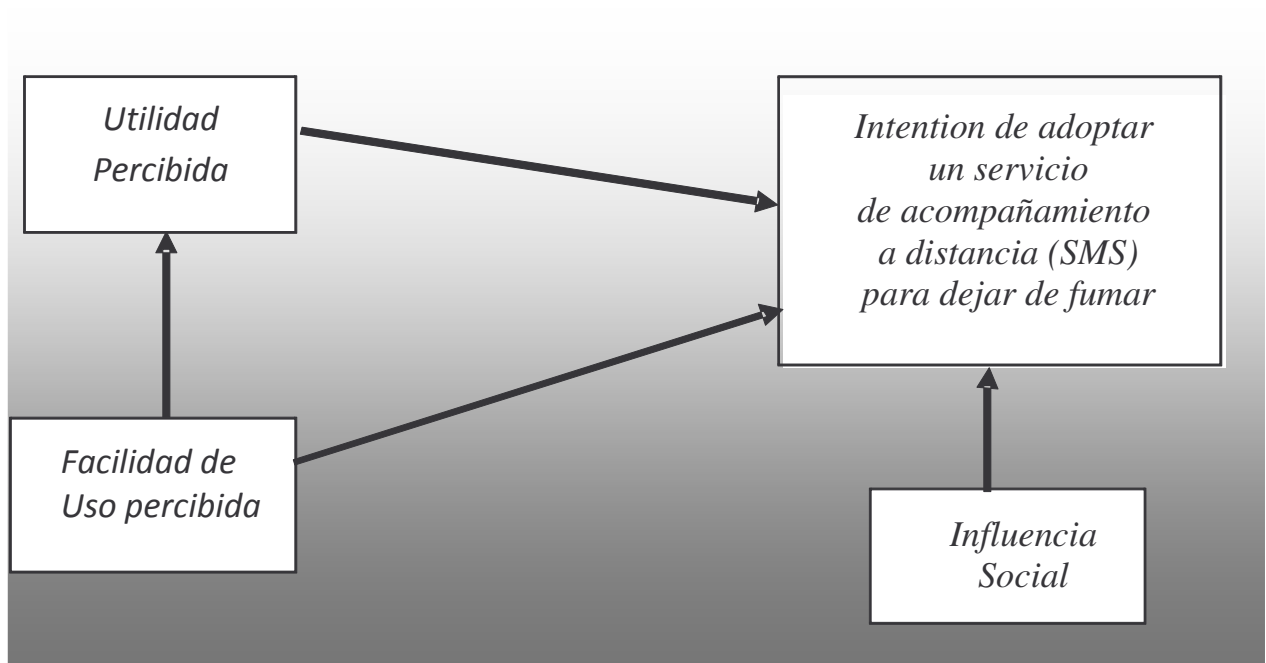 Utilidad
Percibida
Intention de adoptar
un servicio
de acompañamiento
a distancia (SMS)
para dejar de fumar
Facilidad de
Uso percibida
Influencia
Social